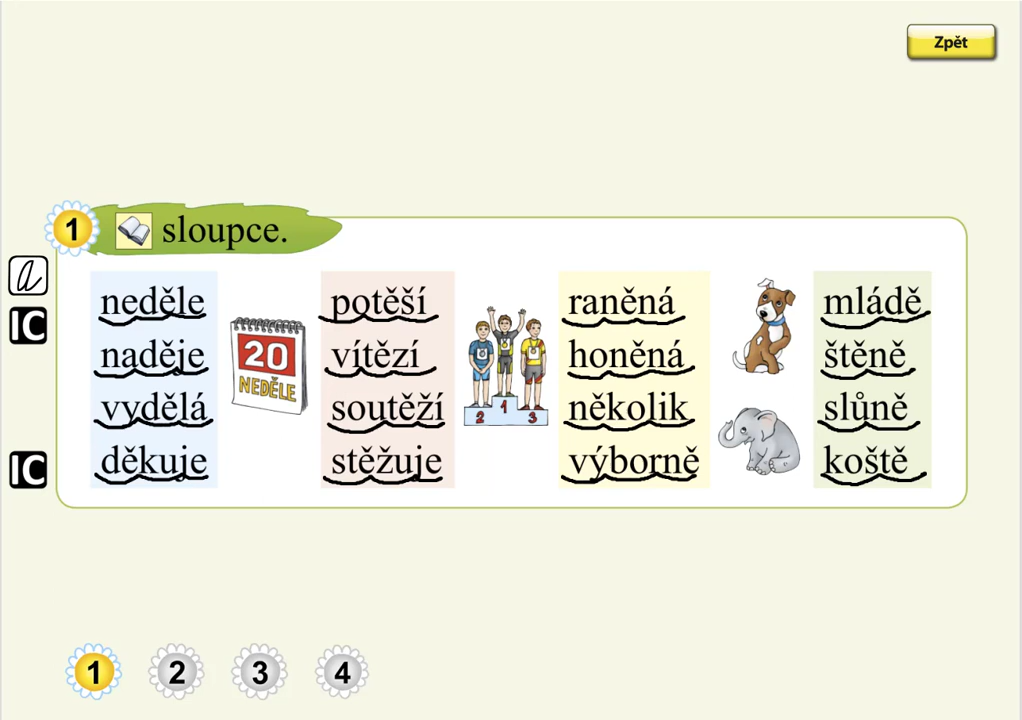 Zpět
1 sloupce.
a
IC
IC
neděle
naděje
vydělá
děkuje
20
NEDĚLE
potěší
vítězí
soutěží
stěžuje
2 1 3
raněná
honěná
několik
výborně
mládě
štěně
slůně
koště
1 2 3 4